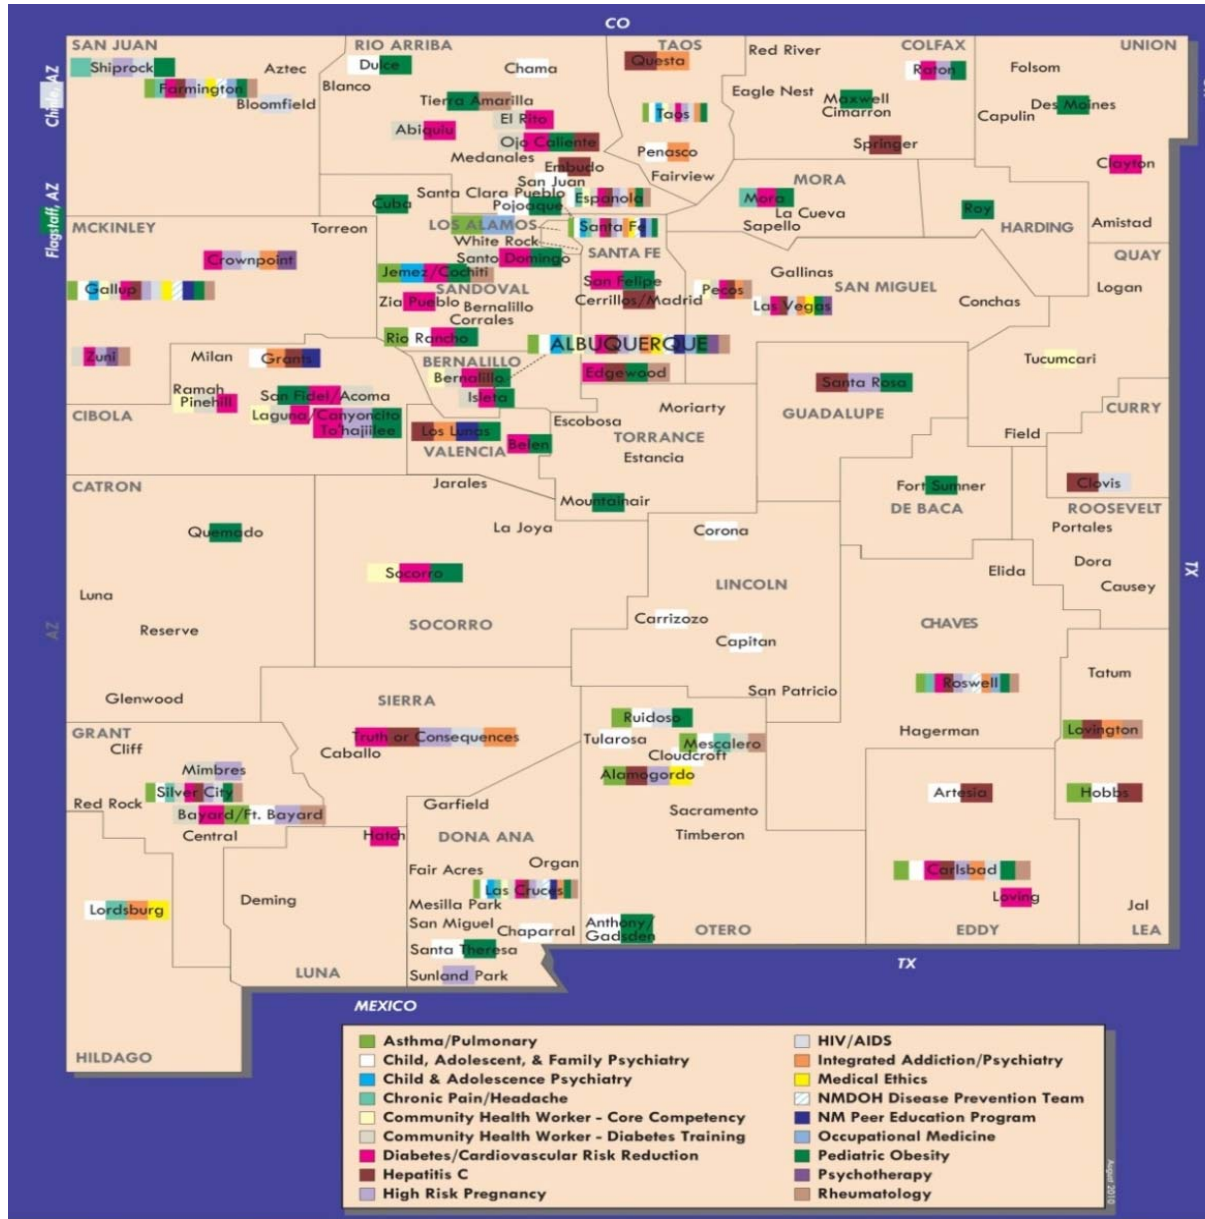 CO
SAN JUAN
RIO ARRIBA
TAOS
COLFAX
UNION
Shiprock
Aztec
Dulce
Chama
Questa
Red River
Raton
Folsom
Farmington
Bloomfield
Blanco
Tierra Amarilla
Taos
Eagle Nest
Maxwell
Cimarron
Des Moines
Capulin
Chinle, AZ
Abiquiu
El Rito
Ojo Caliente
Medanales
Embudo
Penasco
Fairview
Springer
Clayton
San Juan
Santa Clara Pueblo
Pojoaque
Espanola
MORA
Mora
La Cueva
Sapello
Roy
HARDING
Amistad
Flagstaff, AZ
Cuba
LOS ALAMOS
White Rock
Santa Fe
SANTA FE
MCKINLEY
Torreon
Crownpoint
Gallup
Santo Domingo
Jemez/Cochiti
SANDOVAL
Zia Pueblo
Bernalillo
Corrales
San Felipe
Cerrillos/Madrid
Pecos
Gallinas
Las Vegas
SAN MIGUEL
Conchas
QUAY
Logan
Rio Rancho
ALBUQUERQUE
Zuni
Milan
Grants
BERNALILLO
Bernalillo
Edgewood
Tucumcari
Ramah
Pinehill
San Fidel/Acoma
Isleta
Santa Rosa
CIBOLA
Laguna/Canyoncito
To'hajiilee
Los Lunas
VALENCIA
Belen
Escobosa
Moriarty
TORRANCE
Estancia
GUADALUPE
CURRY
Field
CATRON
Jarales
Mountainair
Fort Sumner
DE BACA
Clovis
ROOSEVELT
Portales
Quemado
La Joya
Corona
Dora
Elida
Causey
TX
Socorro
LINCOLN
Luna
Reserve
AZ
SOCORRO
Carrizozo
Capitan
CHAVES
Glenwood
SIERRA
San Patricio
Roswell
Tatum
GRANT
Cliff
Truth or Consequences
Caballo
Ruidoso
Tularosa
Mescalero
Cloudcroft
Hagerman
Lovington
Mimbres
Alamogordo
Silver City
Red Rock
Bayard/Ft. Bayard
Central
Garfield
Sacramento
Timberon
Artesia
Hobbs
Hatch
DONA ANA
Fair Acres
Organ
Las Cruces
Carlsbad
Loving
Lordsburg
Deming
Mesilla Park
San Miguel
Chaparral
Anthony/
Gadsden
OTERO
EDDY
Jal
LEA
LUNA
Santa Theresa
Sunland Park
TX
MEXICO
HILDAGO
Asthma/Pulmonary
Child, Adolescent, & Family Psychiatry
Child & Adolescence Psychiatry
Chronic Pain/Headache
Community Health Worker - Core Competency
Community Health Worker - Diabetes Training
Diabetes/Cardiovascular Risk Reduction
Hepatitis C
High Risk Pregnancy
HIV/AIDS
Integrated Addiction/Psychiatry
Medical Ethics
NMDOH Disease Prevention Team
NM Peer Education Program
Occupational Medicine
Pediatric Obesity
Psychotherapy
Rheumatology
August 2010